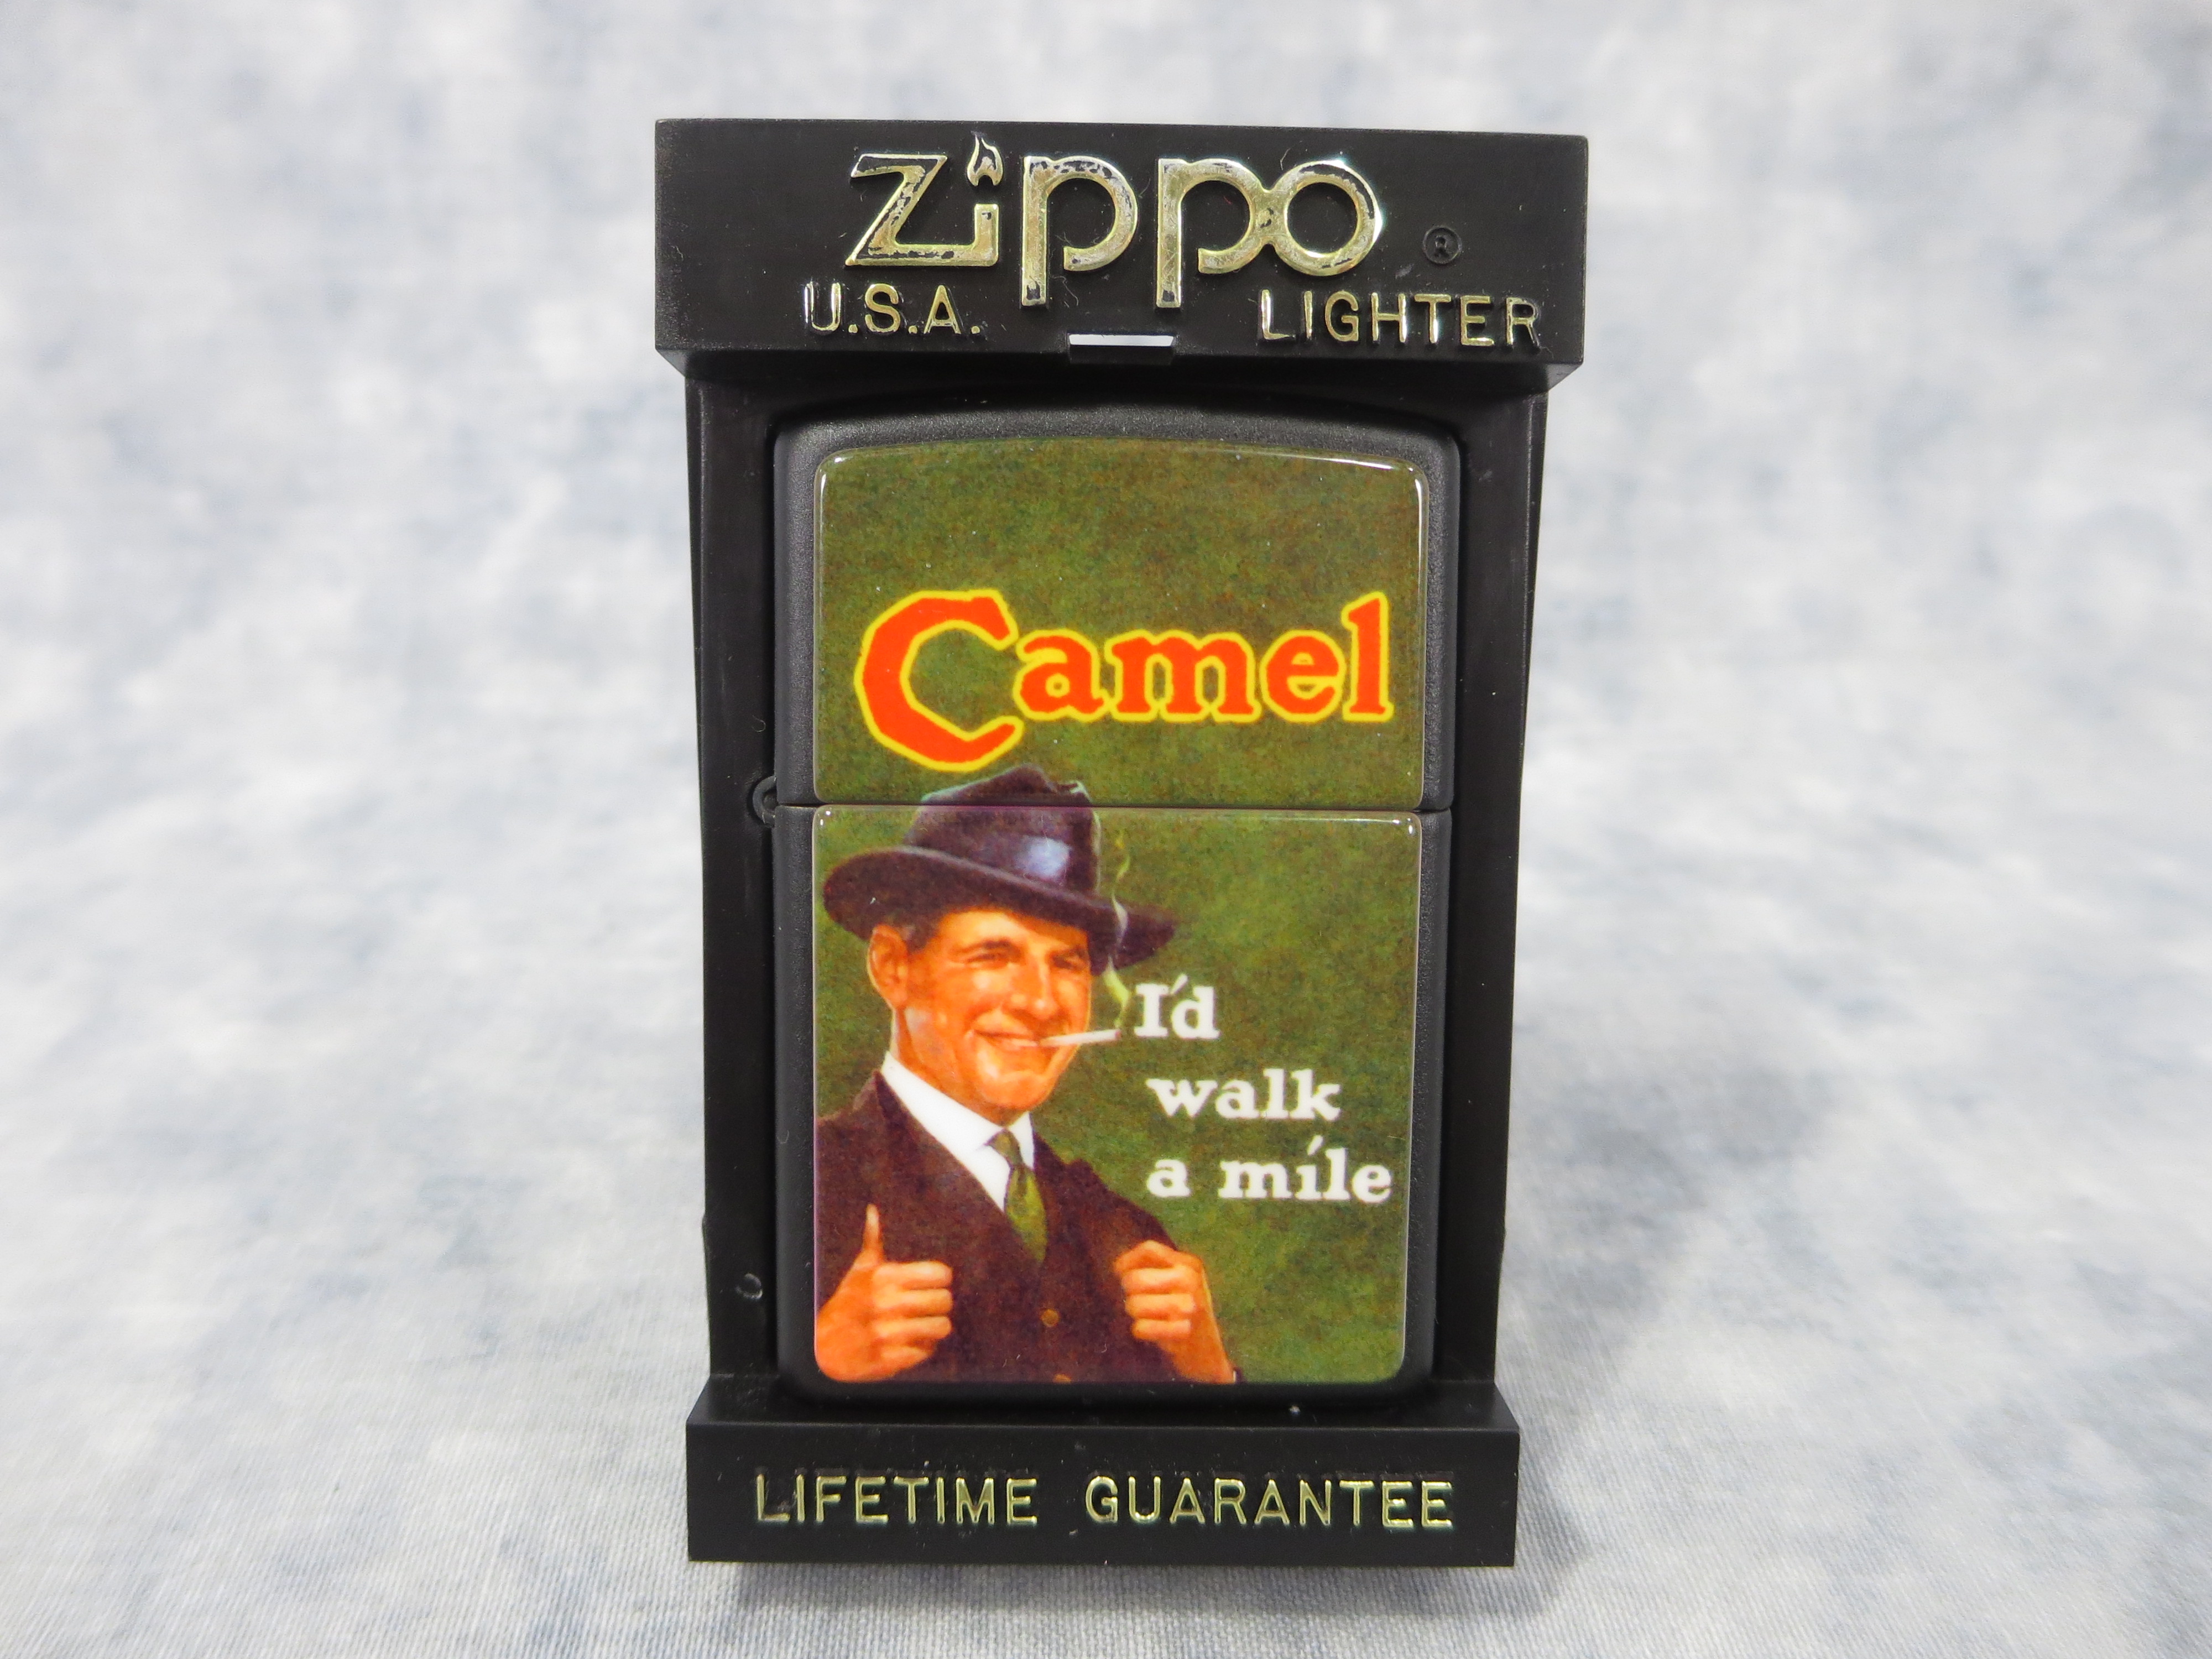 Zippo ®
U.S.A. LIGHTER
Camel
I'd
walk
a mile
LIFETIME GUARANTEE